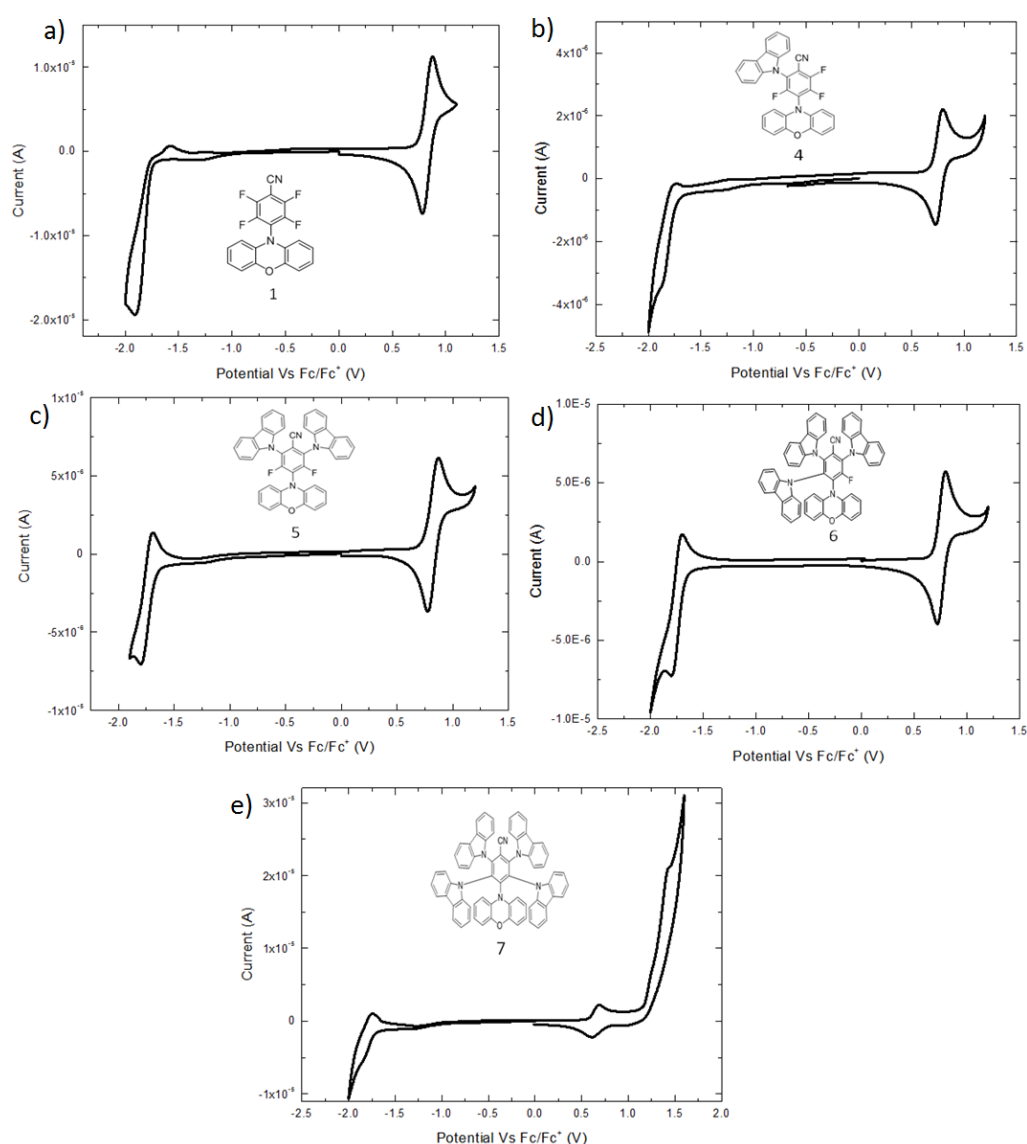 a)
1.0x10⁻⁵
0.0
-1.0x10⁻⁵
-2.0x10⁻⁵
Current (A)
CN
F F
F F
N
O
1
-2.0 -1.5 -1.0 -0.5 0.0 0.5 1.0 1.5
Potential Vs Fc/Fc⁺ (V)
b)
4x10⁻⁶
2x10⁻⁶
0
-2x10⁻⁶
-4x10⁻⁶
Current (A)
CN
N F
F F
N
O
4
-2.5 -2.0 -1.5 -1.0 -0.5 0.0 0.5 1.0 1.5
Potential Vs Fc/Fc⁺ (V)
c)
1x10⁻⁵
5x10⁻⁶
0
-5x10⁻⁶
-1x10⁻⁵
Current (A)
N CN N
F F
N
O
5
-2.0 -1.5 -1.0 -0.5 0.0 0.5 1.0 1.5
Potential Vs Fc/Fc⁺ (V)
d)
1.0E-5
5.0E-6
0.0
-5.0E-6
-1.0E-5
Current (A)
CN
N N
N F
N
O
6
-2.5 -2.0 -1.5 -1.0 -0.5 0.0 0.5 1.0 1.5
Potential Vs Fc/Fc⁺ (V)
e)
3x10⁻⁵
2x10⁻⁵
1x10⁻⁵
0
-1x10⁻⁵
Current (A)
CN
N N
N N
N
O
7
-2.5 -2.0 -1.5 -1.0 -0.5 0.0 0.5 1.0 1.5 2.0
Potential Vs Fc/Fc⁺ (V)